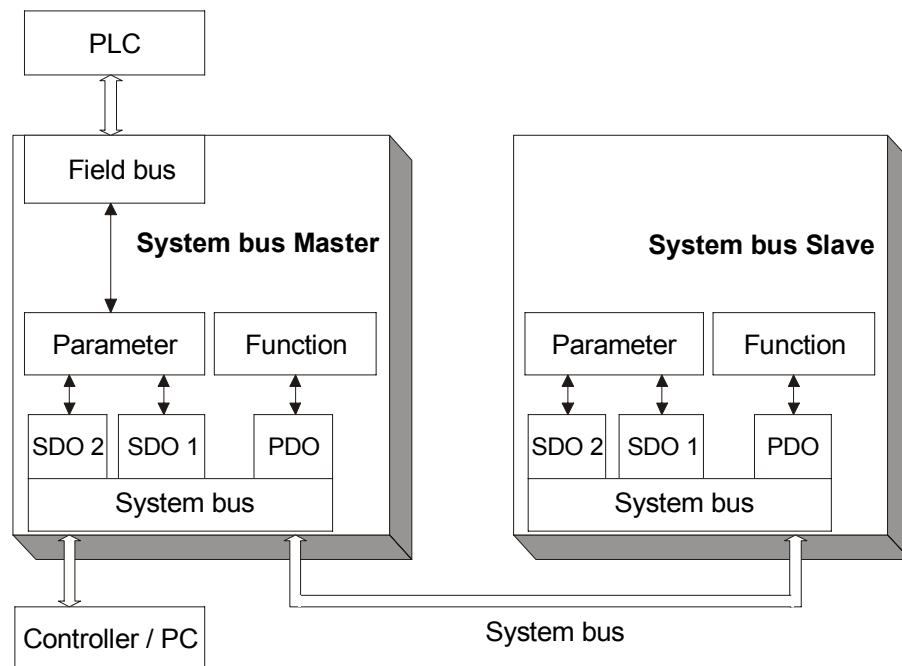 PLC
Field bus
System bus Master
System bus Slave
Parameter
Function
Parameter
Function
SDO 2
SDO 1
PDO
SDO 2
SDO 1
PDO
System bus
System bus
Controller / PC
System bus